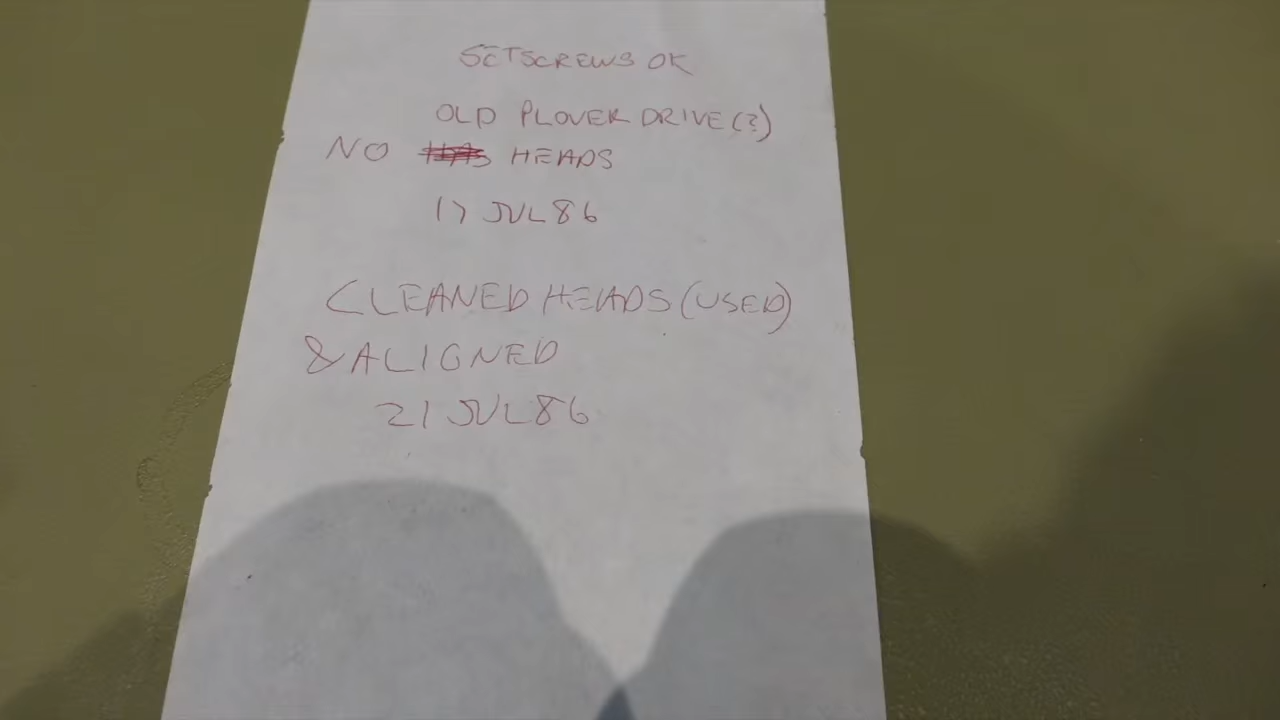 SETSCREWS OK
OLD PLOVER DRIVE(?)
NO HEADS
17 JUL86
CLEANED HEADS (USED)
& ALIGNED
21 JUL86